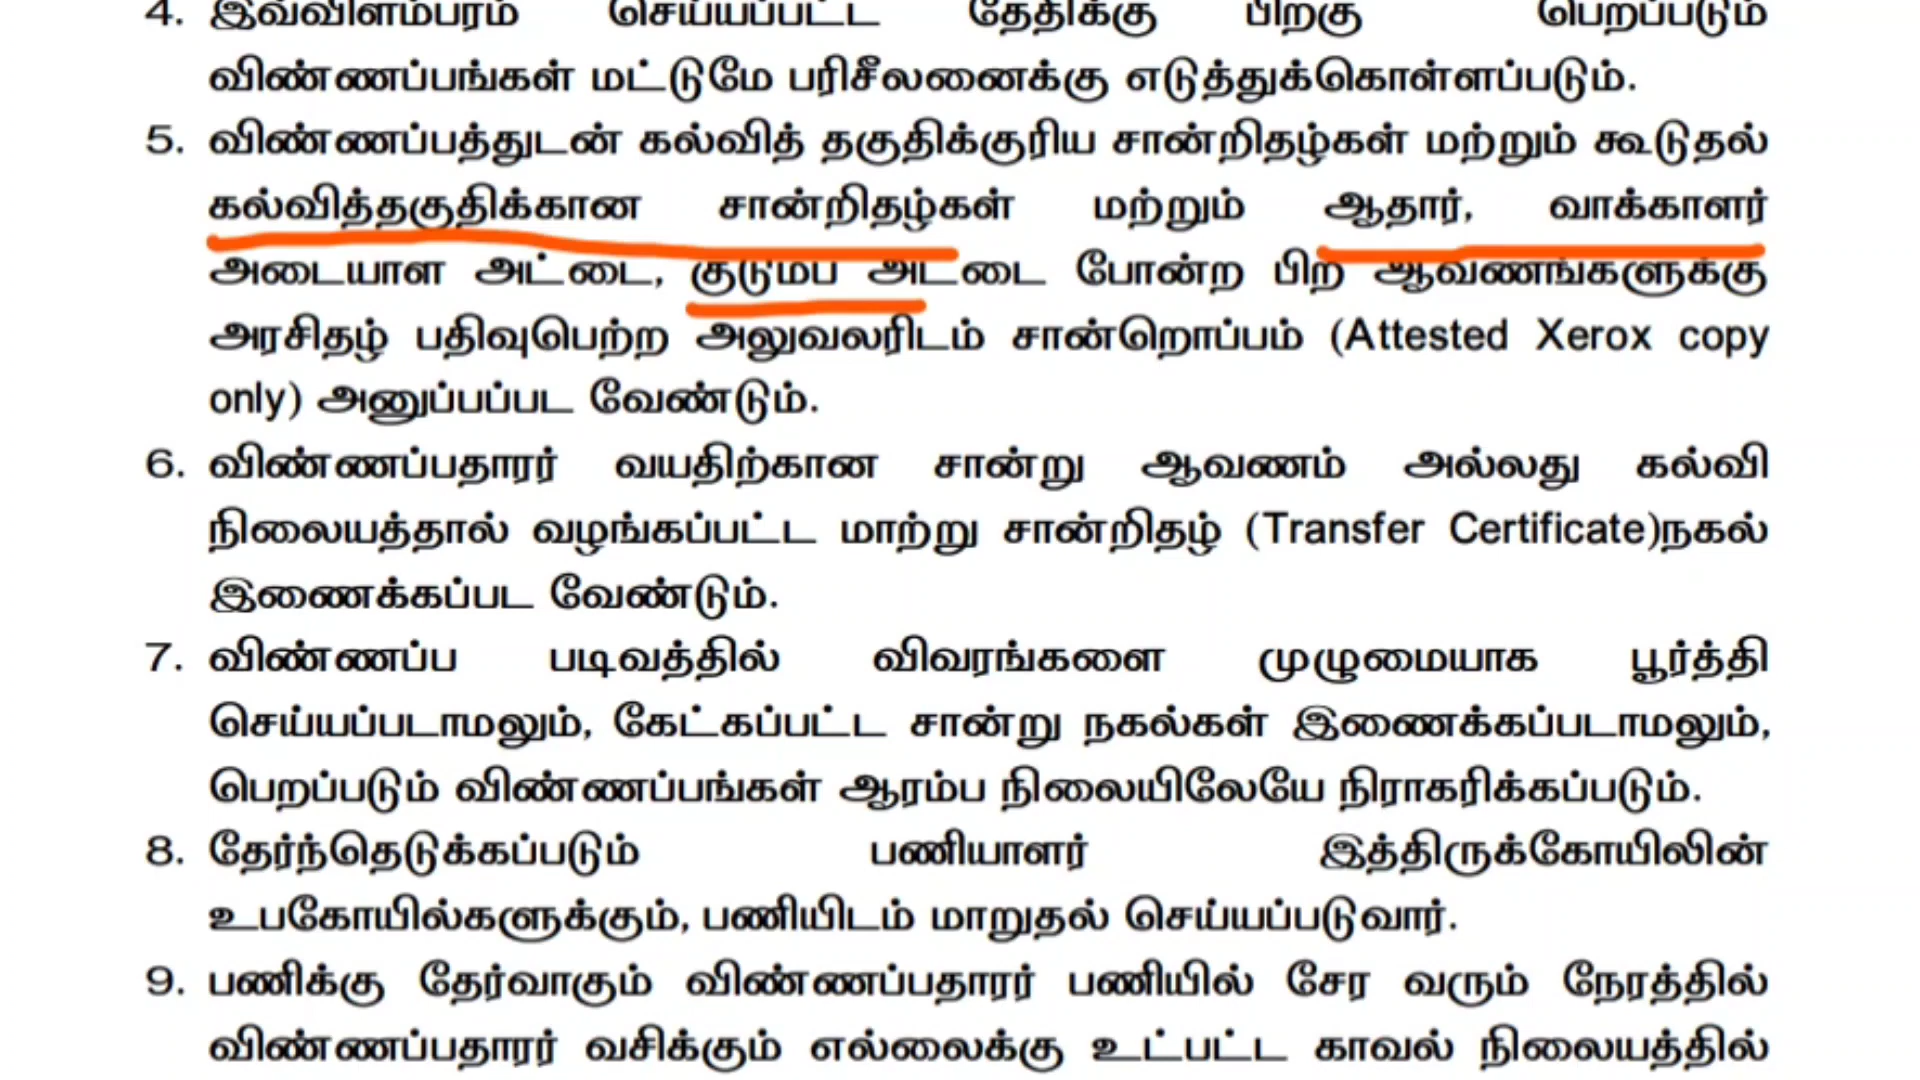 4. இவ்விளம்பரம் செய்யப்பட்ட தேதிக்கு பிறகு பெறப்படும்
விண்ணப்பங்கள் மட்டுமே பரிசீலனைக்கு எடுத்துக்கொள்ளப்படும்.
5. விண்ணப்பத்துடன் கல்வித் தகுதிக்குரிய சான்றிதழ்கள் மற்றும் கூடுதல்
கல்வித்தகுதிக்கான சான்றிதழ்கள் மற்றும் ஆதார், வாக்காளர்
அடையாள அட்டை, குடும்ப அட்டை போன்ற பிற ஆவணங்களுக்கு
அரசிதழ் பதிவுபெற்ற அலுவலரிடம் சான்றொப்பம் (Attested Xerox copy
only) அனுப்பப்பட வேண்டும்.
6. விண்ணப்பதாரர் வயதிற்கான சான்று ஆவணம் அல்லது கல்வி
நிலையத்தால் வழங்கப்பட்ட மாற்று சான்றிதழ் (Transfer Certificate)நகல்
இணைக்கப்பட வேண்டும்.
7. விண்ணப்ப படிவத்தில் விவரங்களை முழுமையாக பூர்த்தி
செய்யப்படாமலும், கேட்கப்பட்ட சான்று நகல்கள் இணைக்கப்படாமலும்,
பெறப்படும் விண்ணப்பங்கள் ஆரம்ப நிலையிலேயே நிராகரிக்கப்படும்.
8. தேர்ந்தெடுக்கப்படும் பணியாளர் இத்திருக்கோயிலின்
உபகோயில்களுக்கும், பணியிடம் மாறுதல் செய்யப்படுவார்.
9. பணிக்கு தேர்வாகும் விண்ணப்பதாரர் பணியில் சேர வரும் நேரத்தில்
விண்ணப்பதாரர் வசிக்கும் எல்லைக்கு உட்பட்ட காவல் நிலையத்தில்